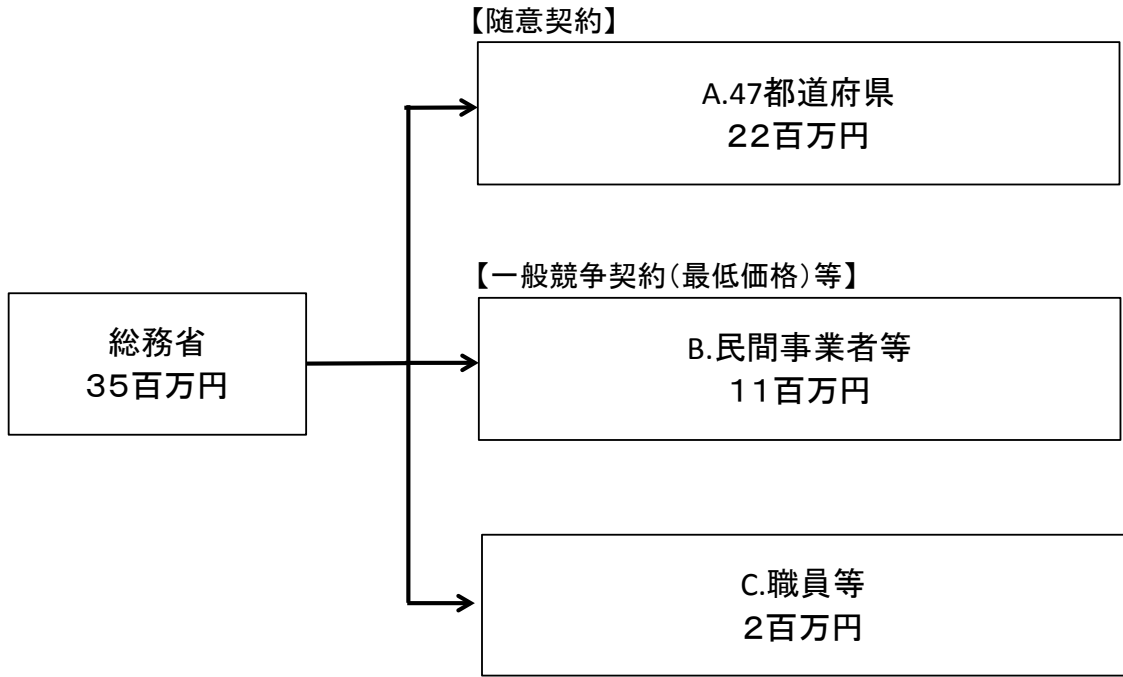 【随意契約】
A.47都道府県
22百万円
【一般競争契約(最低価格)等】
総務省
35百万円
B.民間事業者等
11百万円
C.職員等
2百万円